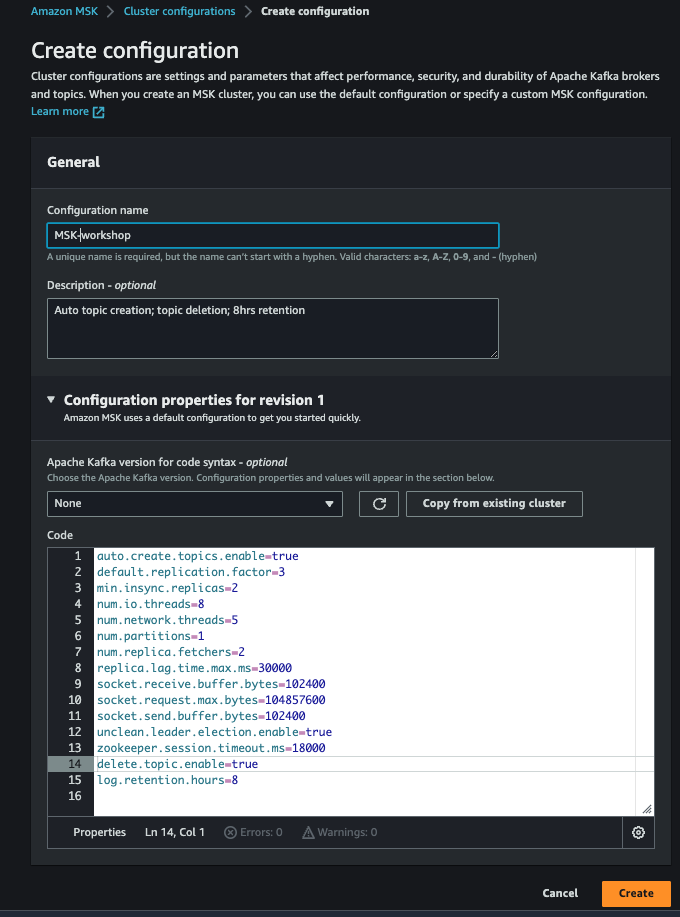 Amazon MSK > Cluster configurations > Create configuration
Create configuration
Cluster configurations are settings and parameters that affect performance, security, and durability of Apache Kafka brokers
and topics. When you create an MSK cluster, you can use the default configuration or specify a custom MSK configuration.
Learn more
General
Configuration name
MSK-workshop
A unique name is required, but the name can't start with a hyphen. Valid characters: a-z, A-Z, 0-9, and - (hyphen)
Description - optional
Auto topic creation; topic deletion; 8hrs retention
Configuration properties for revision 1
Amazon MSK uses a default configuration to get you started quickly.
Apache Kafka version for code syntax - optional
Choose the Apache Kafka version. Configuration properties and values will appear in the section below.
None Copy from existing cluster
Code
1 auto.create.topics.enable=true
2 default.replication.factor=3
3 min.insync.replicas=2
4 num.io.threads=8
5 num.network.threads=5
6 num.partitions=1
7 num.replica.fetchers=2
8 replica.lag.time.max.ms=30000
9 socket.receive.buffer.bytes=102400
10 socket.request.max.bytes=104857600
11 socket.send.buffer.bytes=102400
12 unclean.leader.election.enable=true
13 zookeeper.session.timeout.ms=18000
14 delete.topic.enable=true
15 log.retention.hours=8
16
Properties Ln 14, Col 1 Errors: 0 Warnings: 0
Cancel Create